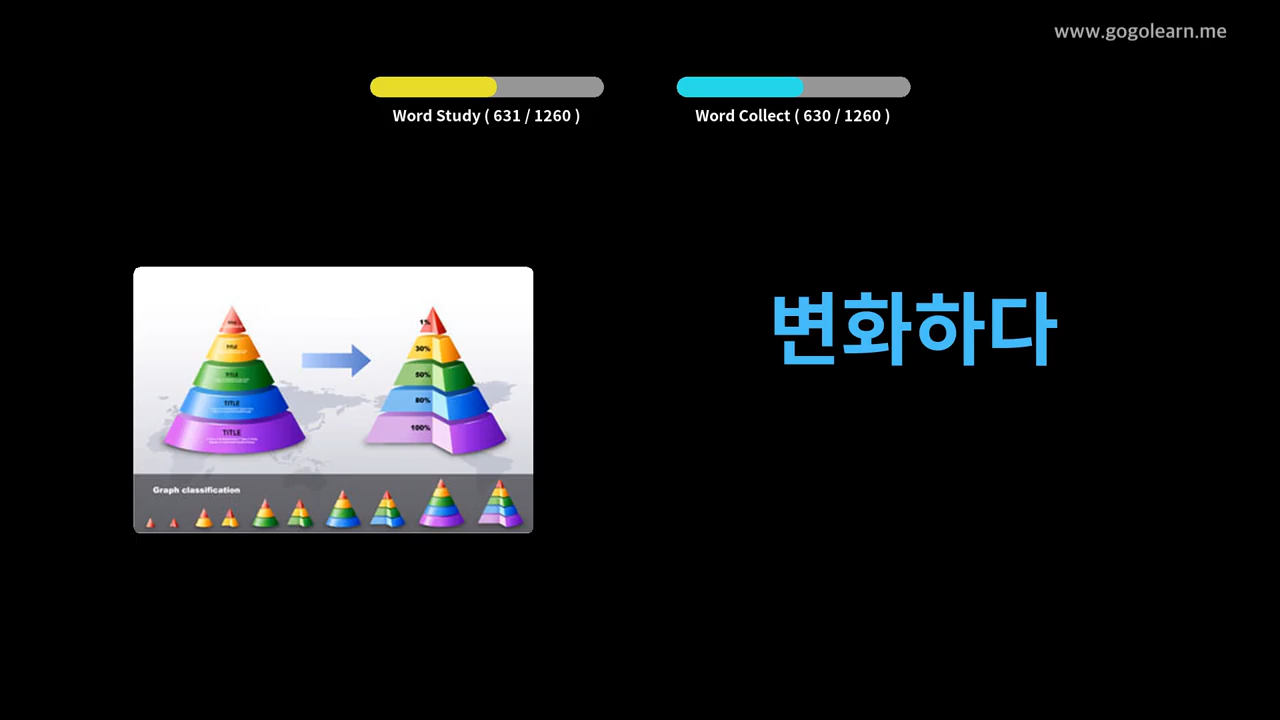 www.gogolearn.me
Word Study ( 631 / 1260 )
Word Collect ( 630 / 1260 )
변화하다
TITLE
TITLE
TITLE
TITLE
1%
30%
50%
80%
100%
Graph classification